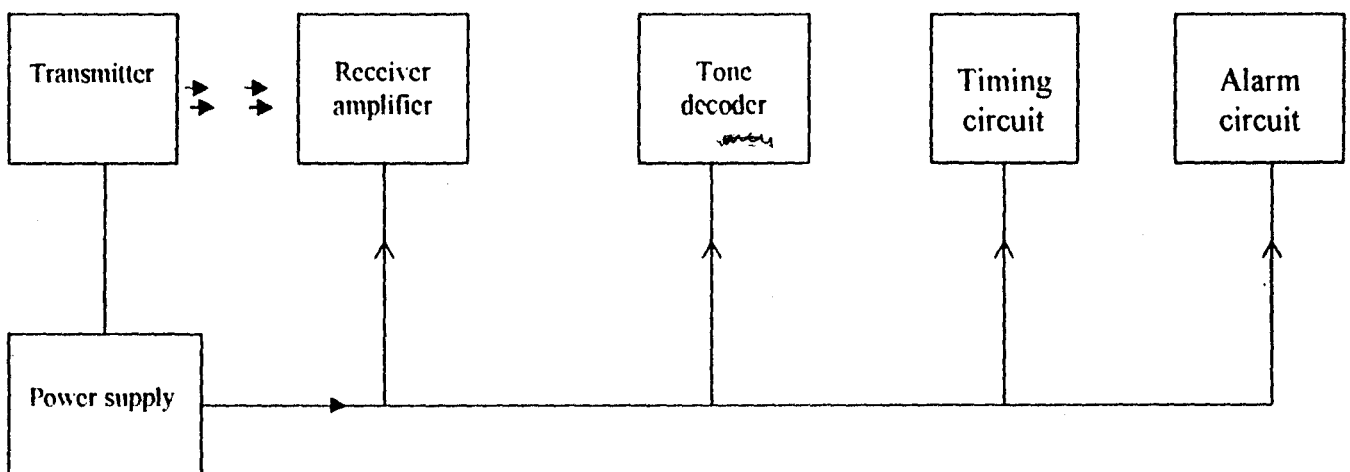 Transmitter
Receiver
amplifier
Tone
decoder
Timing
circuit
Alarm
circuit
Power supply